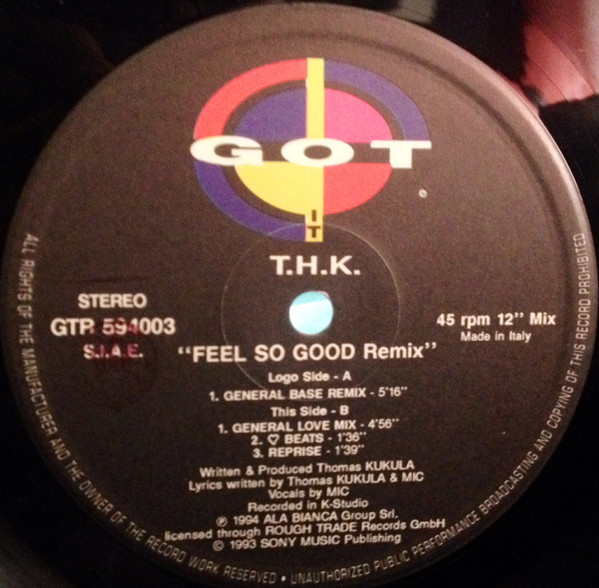 I
GOT
IT
T.H.K.
STEREO
GTR 594003
S.I.A.E.
45 rpm 12" Mix
Made in Italy
"FEEL SO GOOD Remix"
Logo Side - A
1. GENERAL BASE REMIX - 5'16"
This Side - B
1. GENERAL LOVE MIX - 4'56"
2. ♡ BEATS - 1'36"
3. REPRISE - 1'39"
Written & Produced Thomas KUKULA
Lyrics written by Thomas KUKULA & MIC
Vocals by MIC
Recorded in K-Studio
℗ 1994 ALA BIANCA Group Srl.
licensed through ROUGH TRADE Records GmbH
© 1993 SONY MUSIC Publishing
ALL RIGHTS OF THE MANUFACTURER AND THE OWNER OF THE RECORD WORK RESERVED • UNAUTHORIZED PUBLIC PERFORMANCE BROADCASTING AND COPYING OF THIS RECORD PROHIBITED